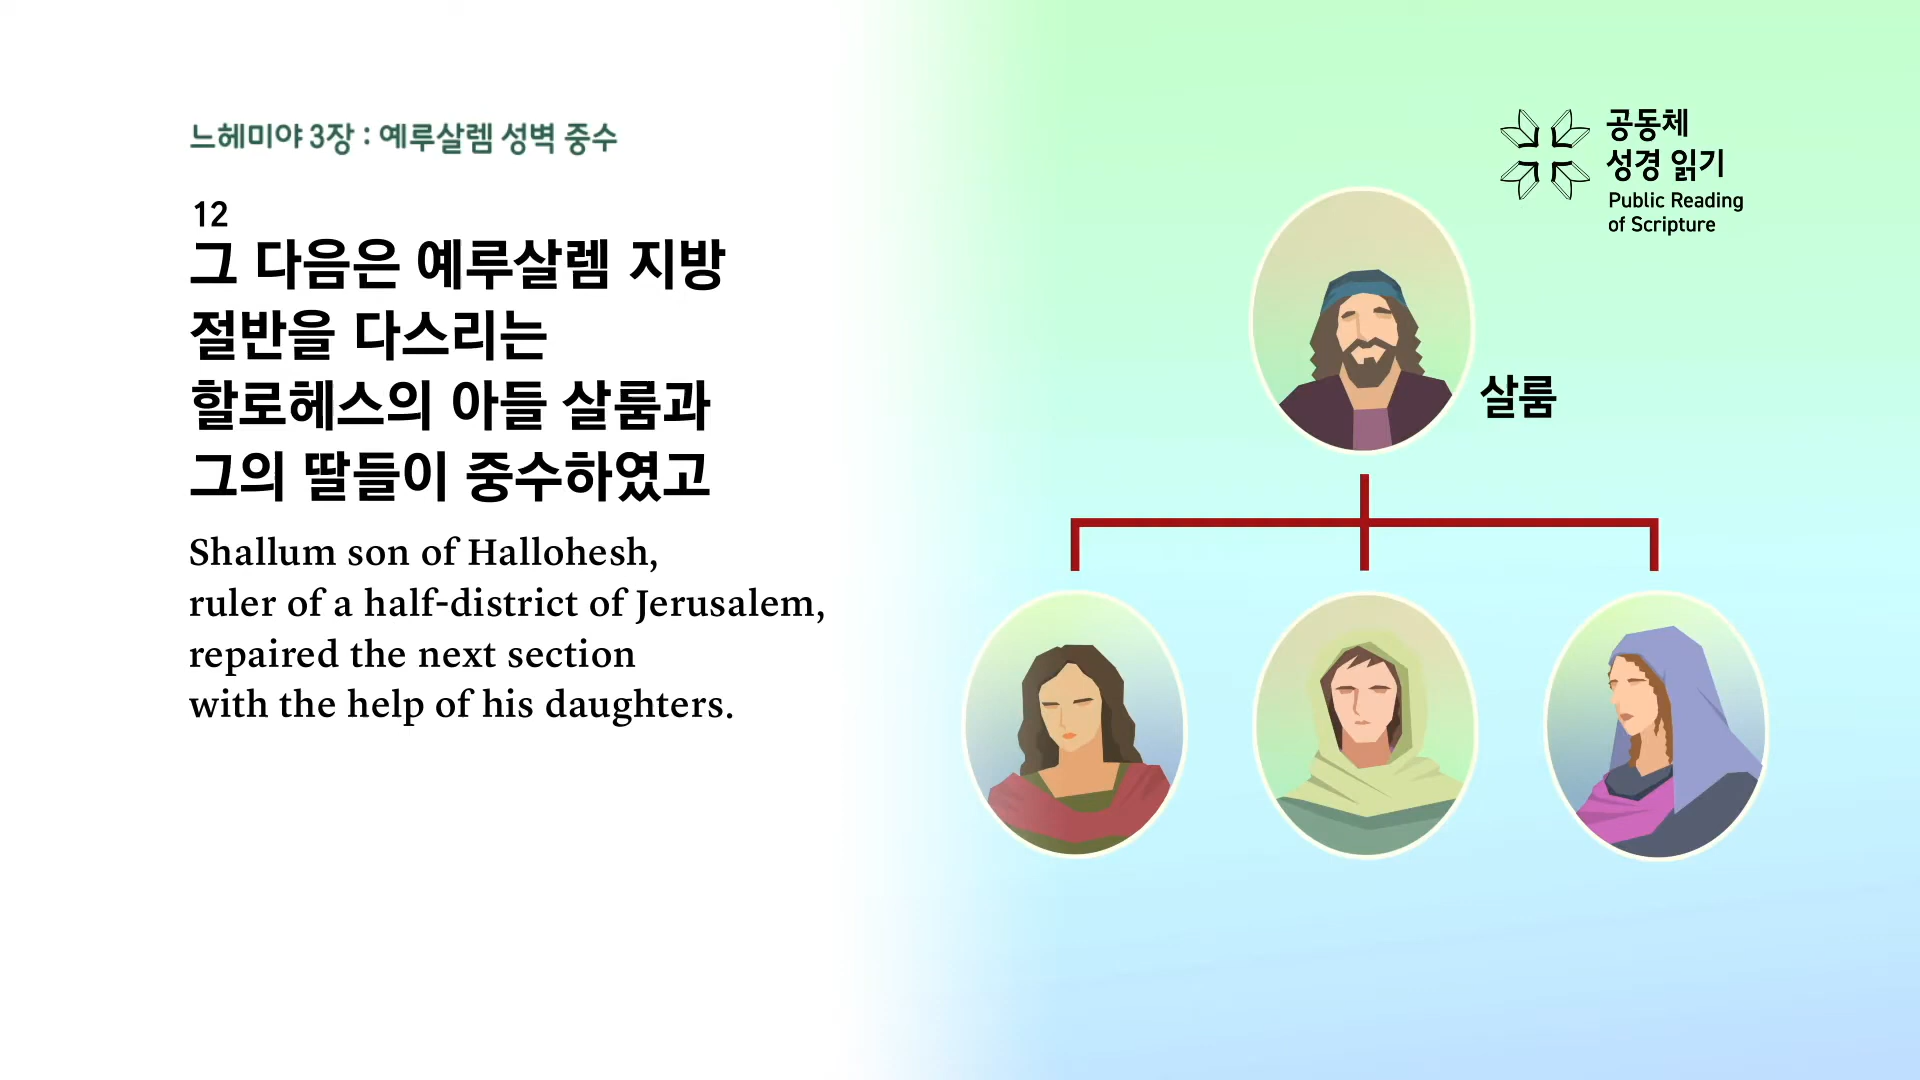 느헤미야 3장 : 예루살렘 성벽 중수
12
그 다음은 예루살렘 지방
절반을 다스리는
할로헤스의 아들 살룸과
그의 딸들이 중수하였고
Shallum son of Hallohesh,
ruler of a half-district of Jerusalem,
repaired the next section
with the help of his daughters.
공동체
성경 읽기
Public Reading
of Scripture
살룸